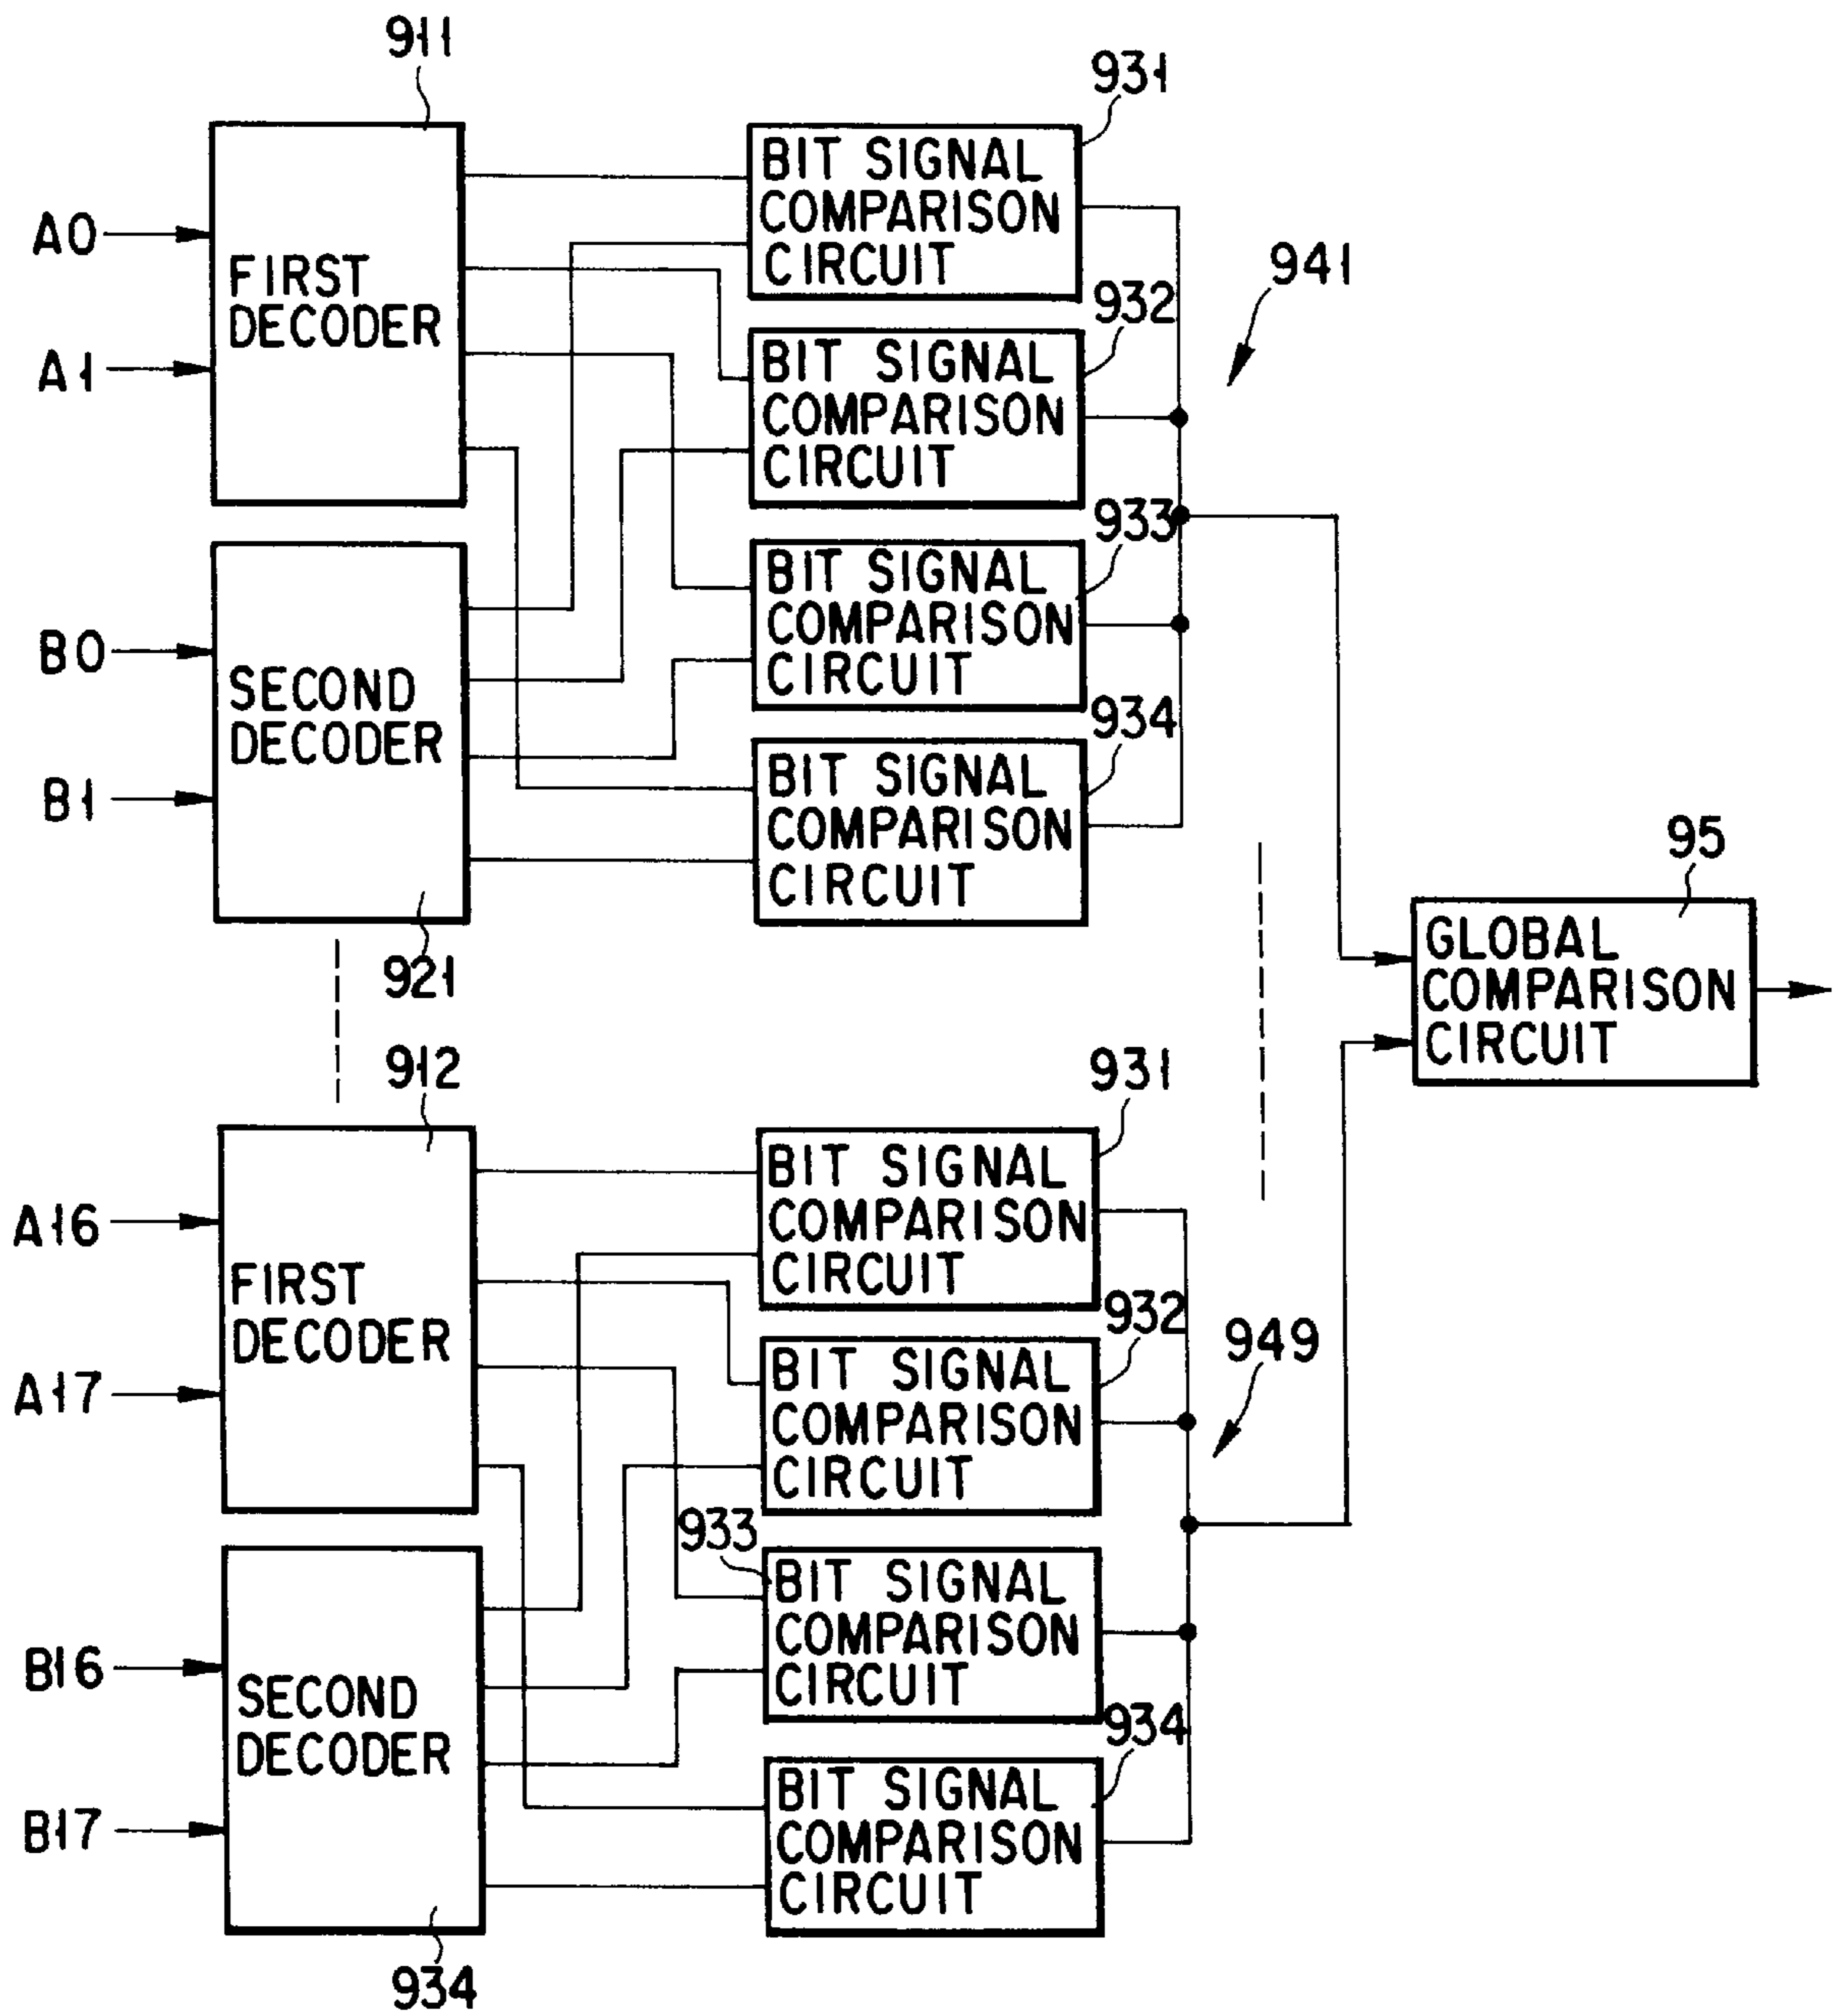 911
931
BIT SIGNAL
COMPARISON
CIRCUIT
A0
FIRST
DECODER
941
A1
932
BIT SIGNAL
COMPARISON
CIRCUIT
933
BIT SIGNAL
COMPARISON
CIRCUIT
B0
SECOND
DECODER
B1
934
BIT SIGNAL
COMPARISON
CIRCUIT
921
95
GLOBAL
COMPARISON
CIRCUIT
912
931
BIT SIGNAL
COMPARISON
CIRCUIT
A16
FIRST
DECODER
A17
932
949
BIT SIGNAL
COMPARISON
CIRCUIT
933
BIT SIGNAL
COMPARISON
CIRCUIT
B16
SECOND
DECODER
B17
934
BIT SIGNAL
COMPARISON
CIRCUIT
934